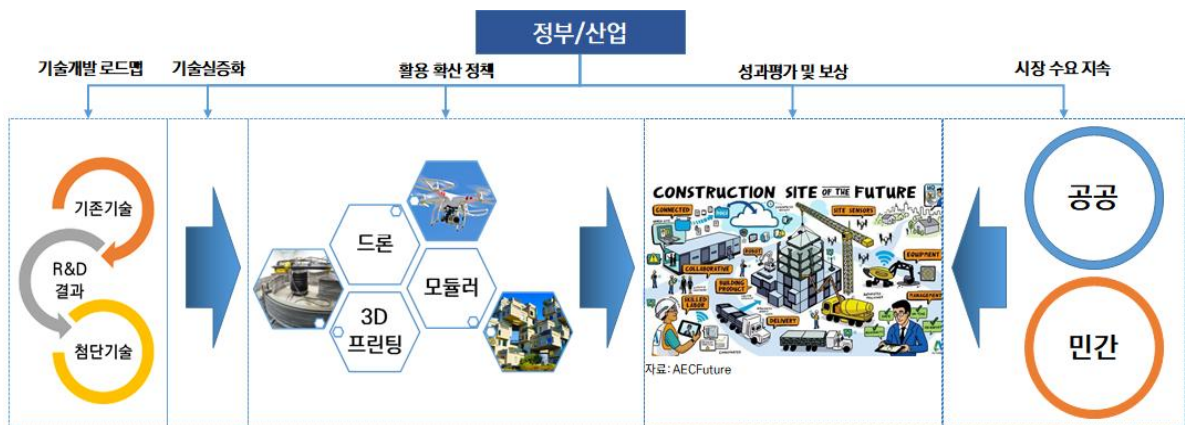 정부/산업
기술개발 로드맵
기술실증화
활용 확산 정책
성과평가 및 보상
시장 수요 지속
기존기술
R&D
결과
첨단기술
드론
모듈러
3D
프린팅
CONSTRUCTION SITE OF THE FUTURE
CONNECTED
SITE SENSORS
ROBOT
COLLABORATIVE
EQUIPMENT
BUILDING
PRODUCT
SKILLED
LABOR
MANAGEMENT
DELIVERY
자료: AECFuture
공공
민간